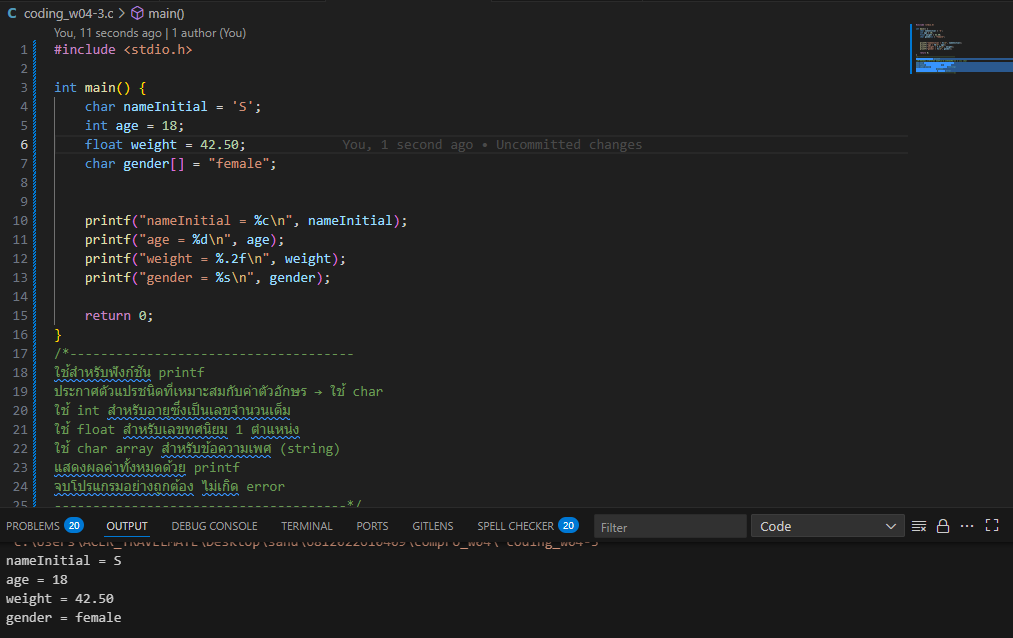 C coding_w04-3.c > main()
You, 11 seconds ago | 1 author (You)
1 #include <stdio.h>
2
3 int main() {
4 char nameInitial = 'S';
5 int age = 18;
6 float weight = 42.50; You, 1 second ago • Uncommitted changes
7 char gender[] = "female";
8
9
10 printf("nameInitial = %c\n", nameInitial);
11 printf("age = %d\n", age);
12 printf("weight = %.2f\n", weight);
13 printf("gender = %s\n", gender);
14
15 return 0;
16 }
17 /*-------------------------------------
18 ใช้สำหรับฟังก์ชัน printf
19 ประกาศตัวแปรชนิดที่เหมาะสมกับค่าตัวอักษร → ใช้ char
20 ใช้ int สำหรับอายุซึ่งเป็นเลขจำนวนเต็ม
21 ใช้ float สำหรับเลขทศนิยม 1 ตำแหน่ง
22 ใช้ char array สำหรับข้อความเพศ (string)
23 แสดงผลค่าทั้งหมดด้วย printf
24 จบโปรแกรมอย่างถูกต้อง ไม่เกิด error
25 --------------------------------------*/
PROBLEMS 20 OUTPUT DEBUG CONSOLE TERMINAL PORTS GITLENS SPELL CHECKER 20 Filter Code
nameInitial = S
age = 18
weight = 42.50
gender = female